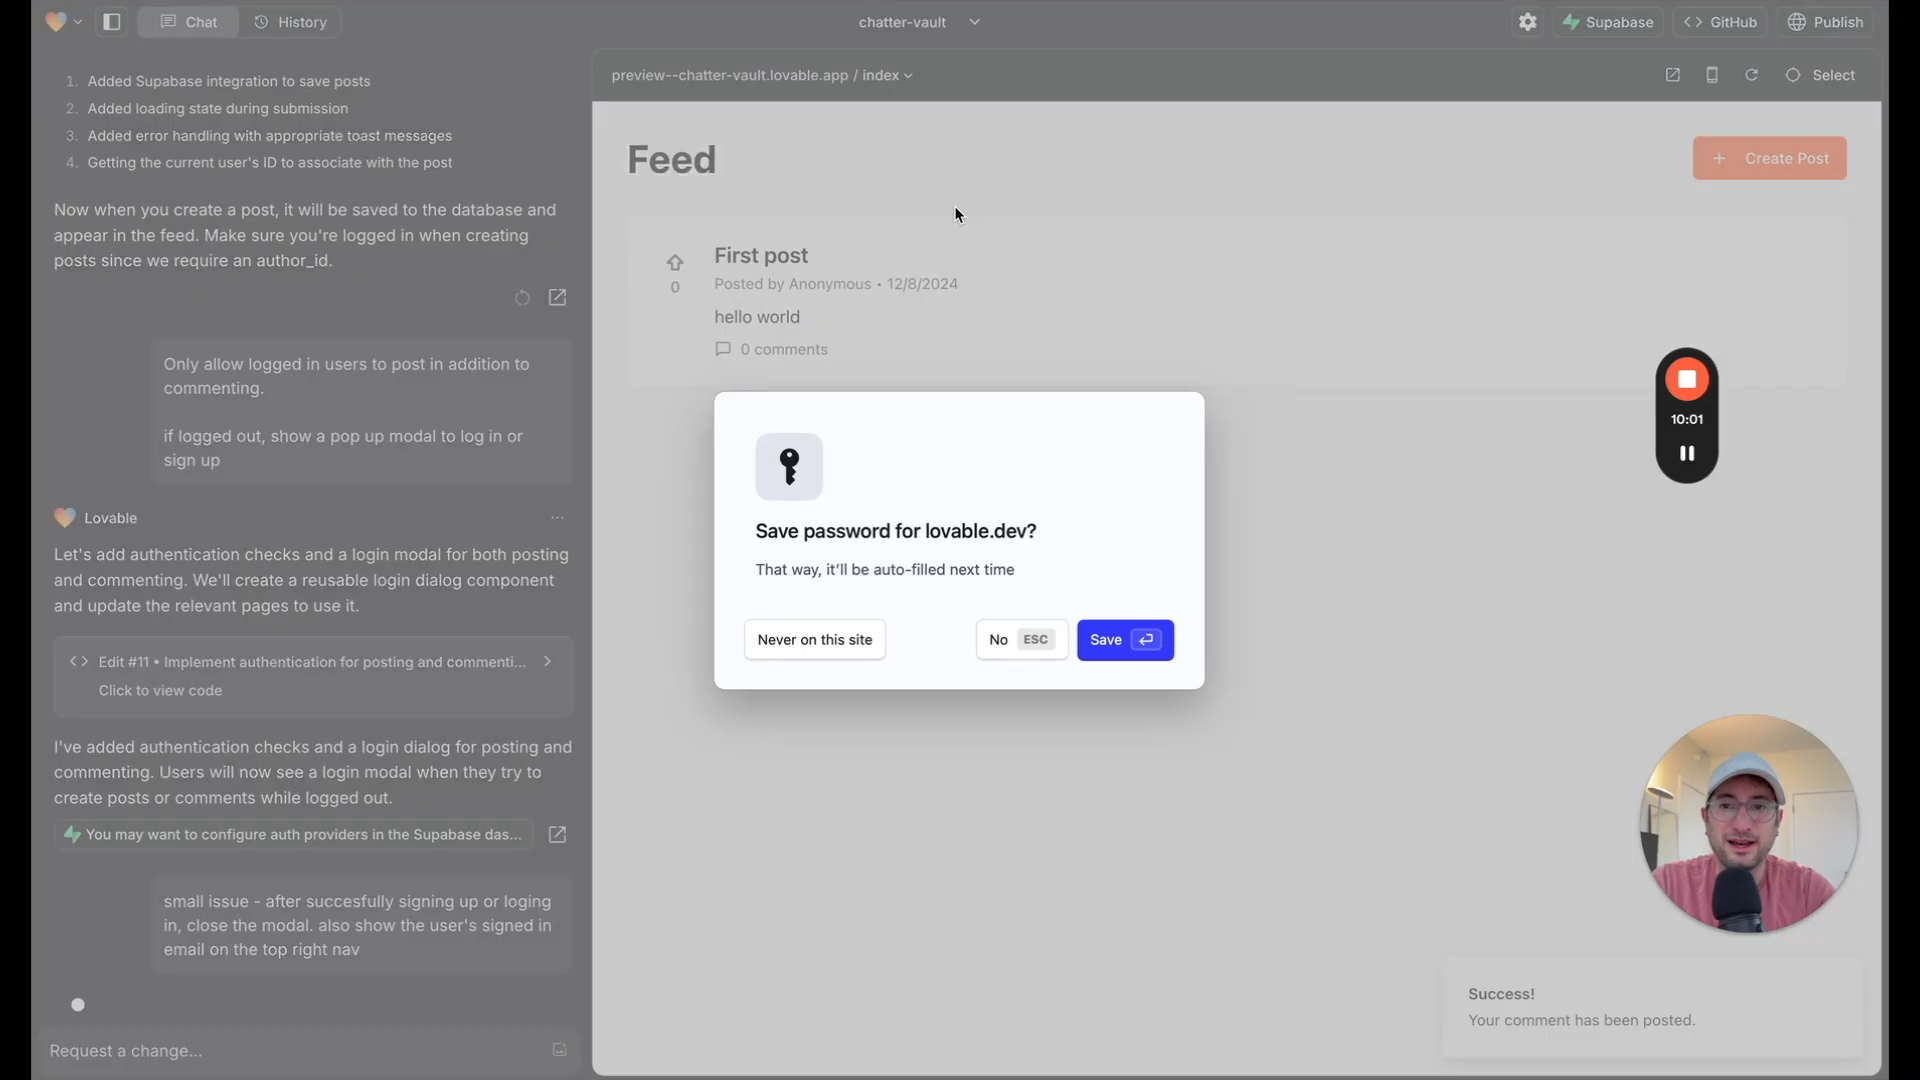 Chat
History
chatter-vault
Supabase
GitHub
Publish
1. Added Supabase integration to save posts
2. Added loading state during submission
3. Added error handling with appropriate toast messages
4. Getting the current user's ID to associate with the post
Now when you create a post, it will be saved to the database and
appear in the feed. Make sure you're logged in when creating
posts since we require an author_id.
Only allow logged in users to post in addition to
commenting.
if logged out, show a pop up modal to log in or
sign up
Lovable
...
Let's add authentication checks and a login modal for both posting
and commenting. We'll create a reusable login dialog component
and update the relevant pages to use it.
Edit #11 • Implement authentication for posting and commenti...
Click to view code
I've added authentication checks and a login dialog for posting and
commenting. Users will now see a login modal when they try to
create posts or comments while logged out.
You may want to configure auth providers in the Supabase das...
small issue - after succesfully signing up or loging
in, close the modal. also show the user's signed in
email on the top right nav
Request a change...
preview--chatter-vault.lovable.app / index
Select
Feed
+ Create Post
First post
0
Posted by Anonymous • 12/8/2024
hello world
0 comments
Save password for lovable.dev?
That way, it'll be auto-filled next time
Never on this site
No ESC
Save
10:01
Success!
Your comment has been posted.